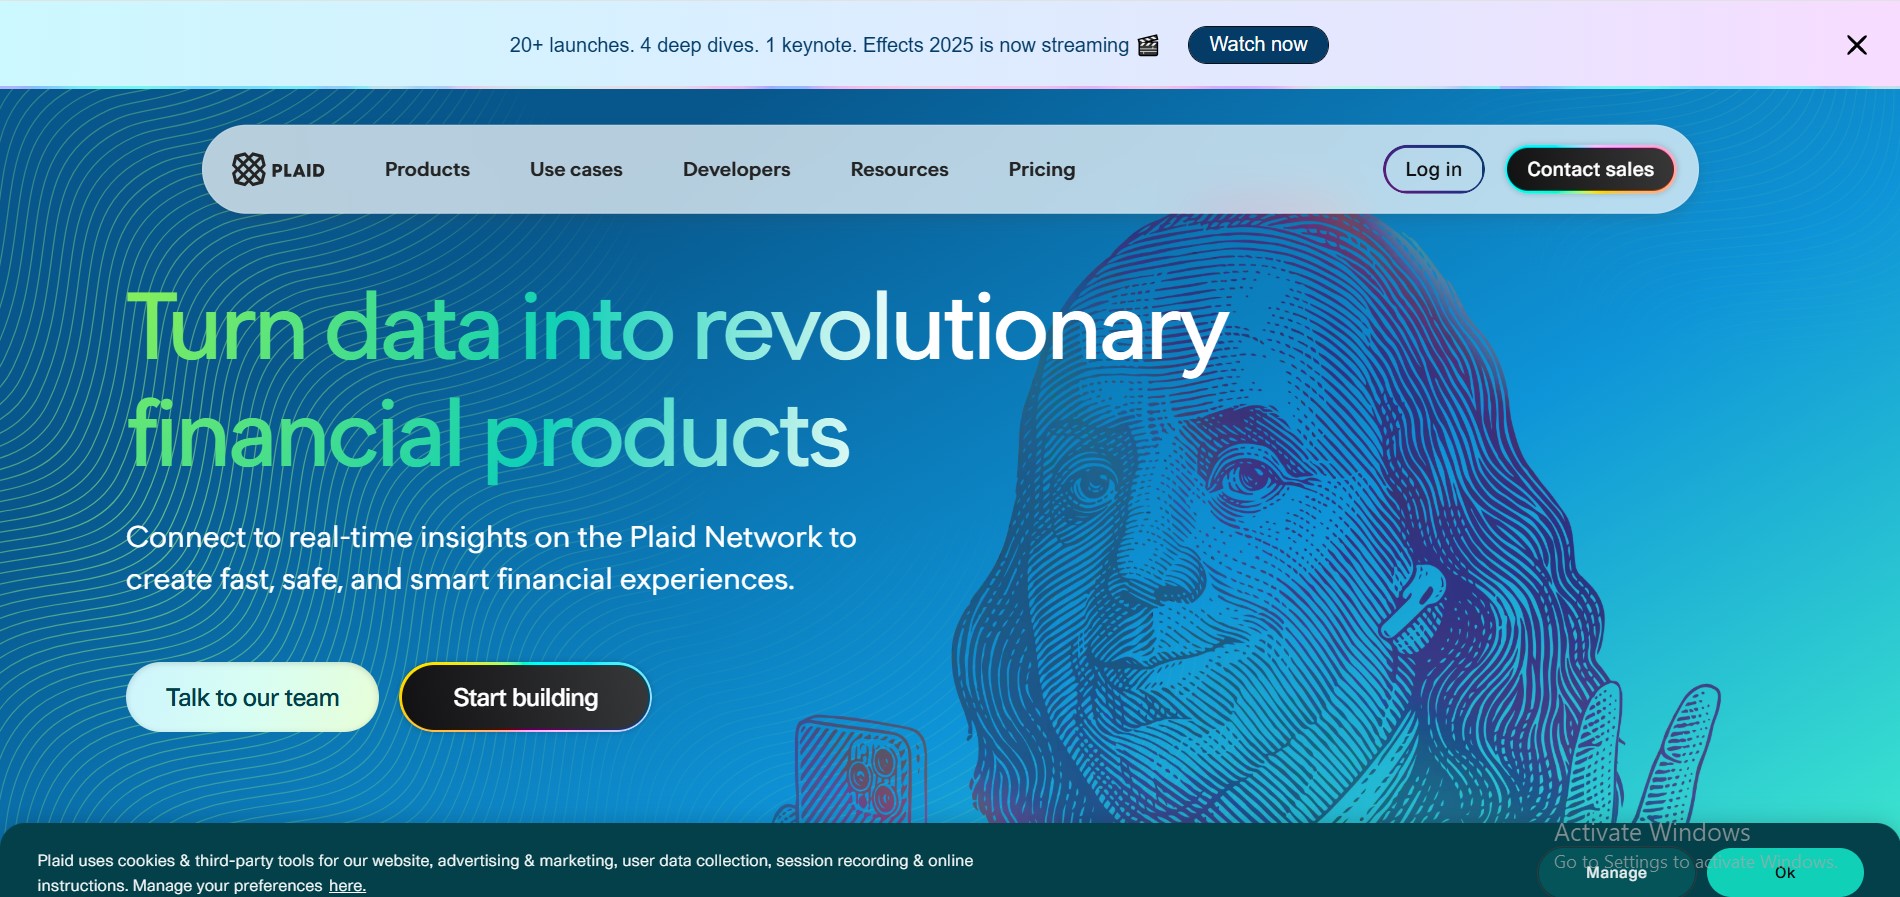 20+ launches. 4 deep dives. 1 keynote. Effects 2025 is now streaming 🎬 Watch now
PLAID Products Use cases Developers Resources Pricing Log in Contact sales
Turn data into revolutionary
financial products
Connect to real-time insights on the Plaid Network to
create fast, safe, and smart financial experiences.
Talk to our team Start building
Plaid uses cookies & third-party tools for our website, advertising & marketing, user data collection, session recording & online
instructions. Manage your preferences here.
Manage Ok
Activate Windows
Go to Settings to activate Windows.